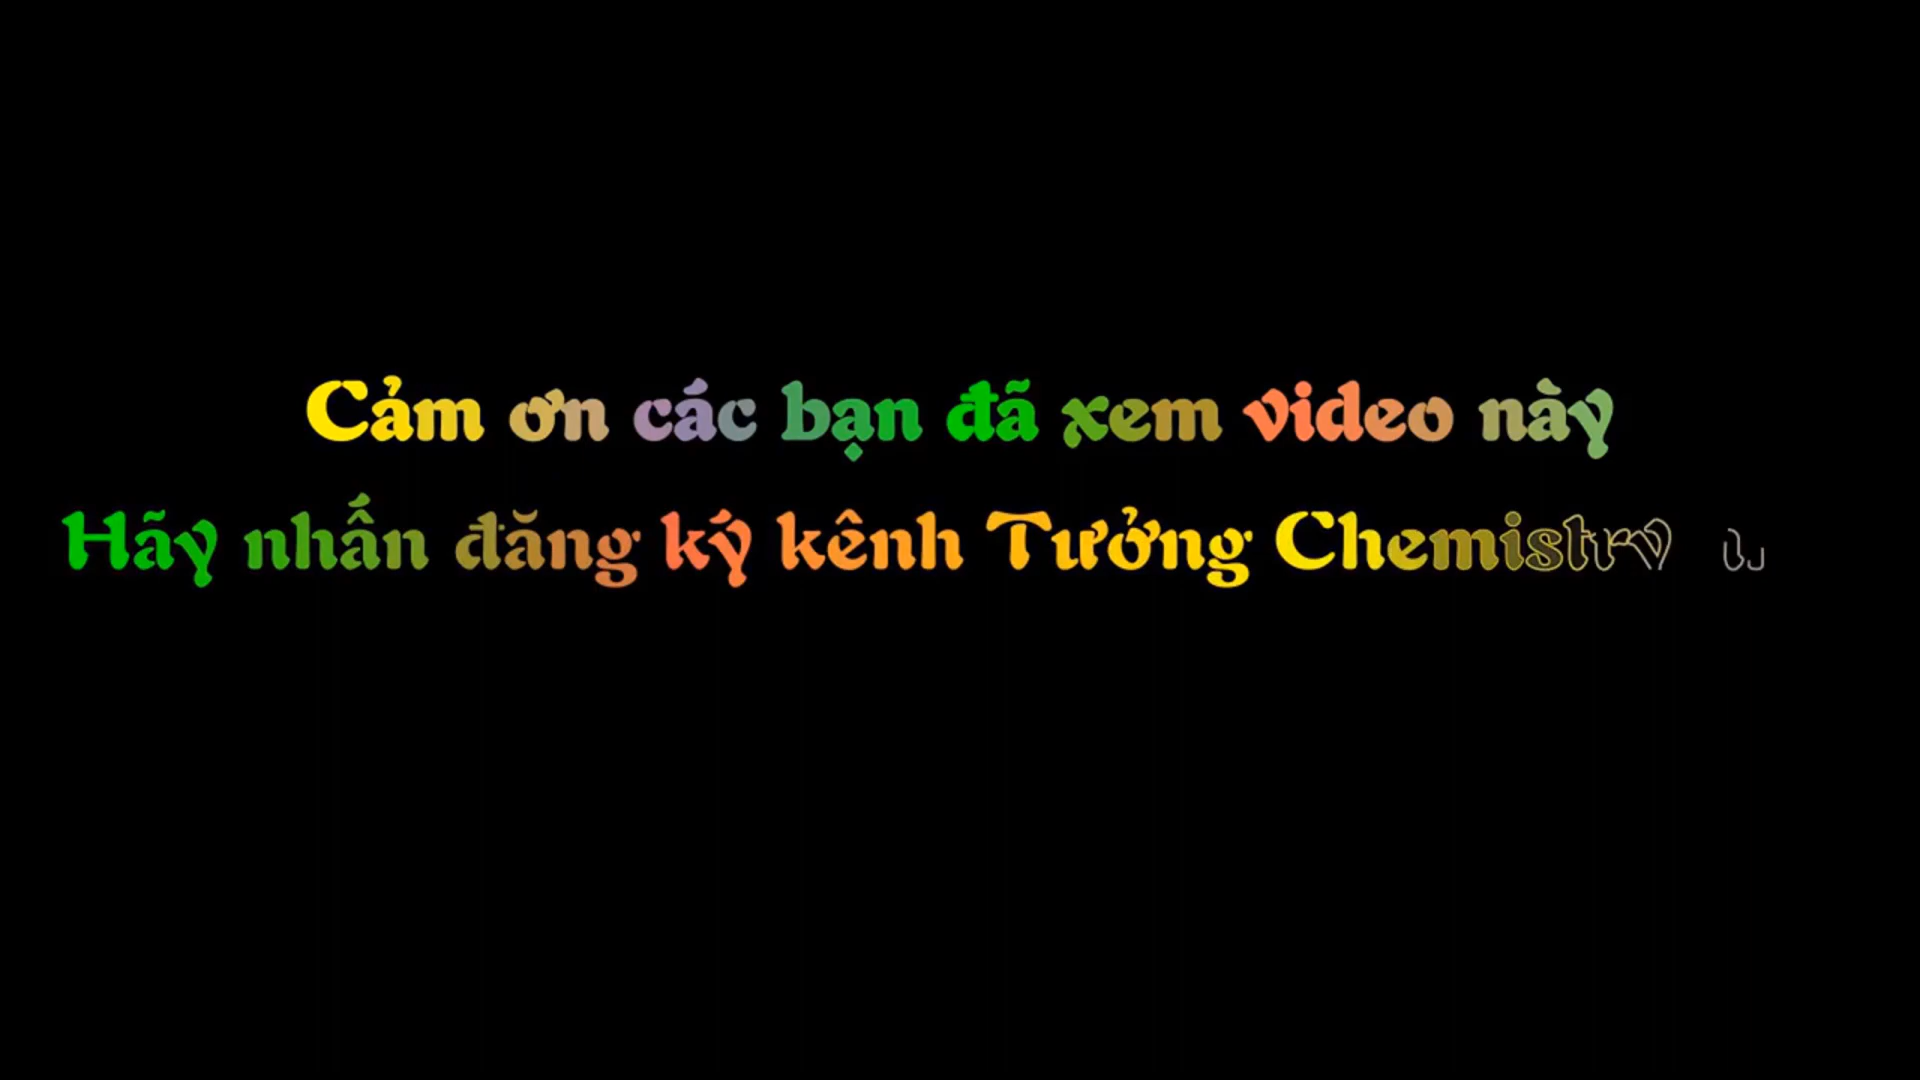 Cảm ơn các bạn đã xem video này
Hãy nhấn đăng ký kênh Tưởng Chemistry